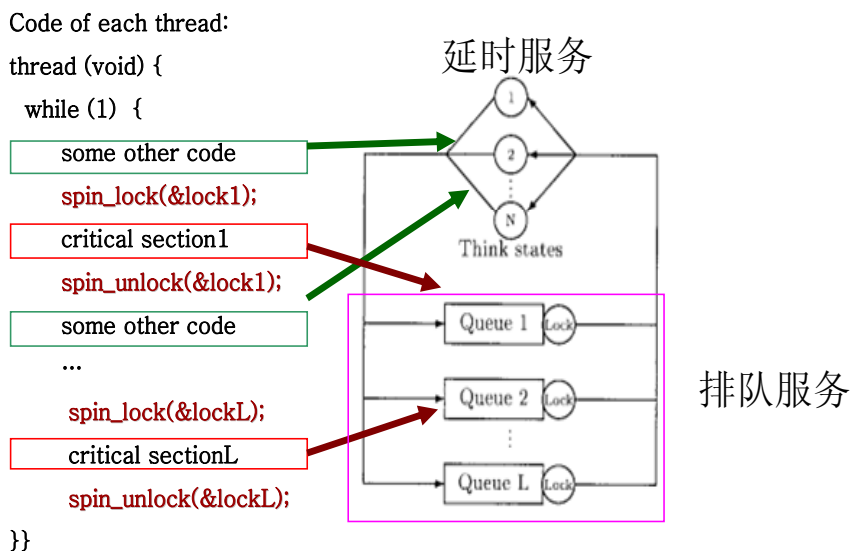 Code of each thread:
thread (void) {
while (1) {
some other code
spin_lock(&lock1);
critical section1
spin_unlock(&lock1);
some other code
...
spin_lock(&lockL);
critical sectionL
spin_unlock(&lockL);
}}
延时服务
1
2
N
Think states
Queue 1 Lock
Queue 2 Lock
Queue L Lock
排队服务